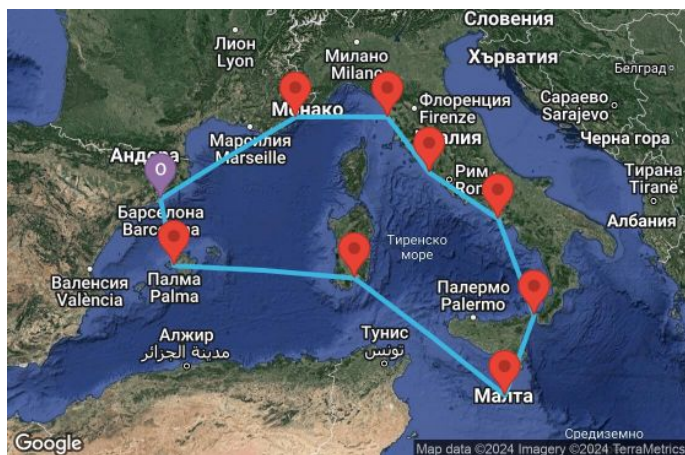 Словения
Лион
Lyon
Милано
Milano
Хърватия
Белград
Монако
Флоренция
Firenze
Сараево
Sarajevo
Марсилия
Marseille
Андора
Черна гора
Рим
Тирана
Tiranë
O
Барселона
Албания
Тиренско
море
Валенсия
València
Палма
Palma
Палермо
Palermo
Алжир
مدينة الجزائر
Тунис
تونس
Малта
Средиземно
Google
Map data ©2024 Imagery ©2024 TerraMetrics